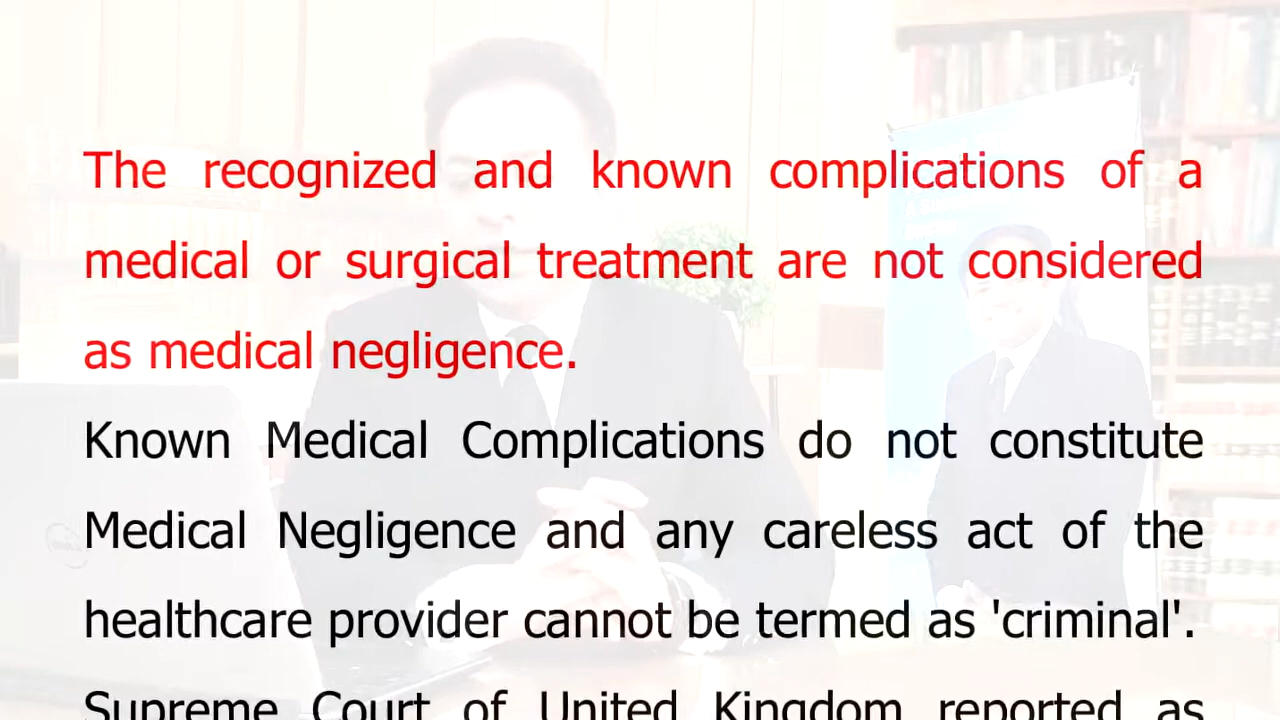 The recognized and known complications of a
medical or surgical treatment are not considered
as medical negligence.
Known Medical Complications do not constitute
Medical Negligence and any careless act of the
healthcare provider cannot be termed as 'criminal'.
Supreme Court of United Kingdom reported as